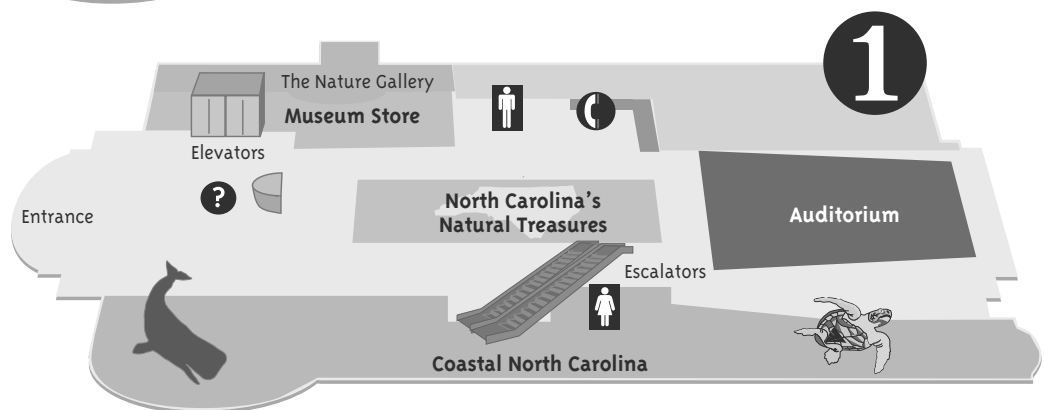 1
The Nature Gallery
Museum Store
Elevators
?
Entrance
North Carolina's
Natural Treasures
Auditorium
Escalators
Coastal North Carolina